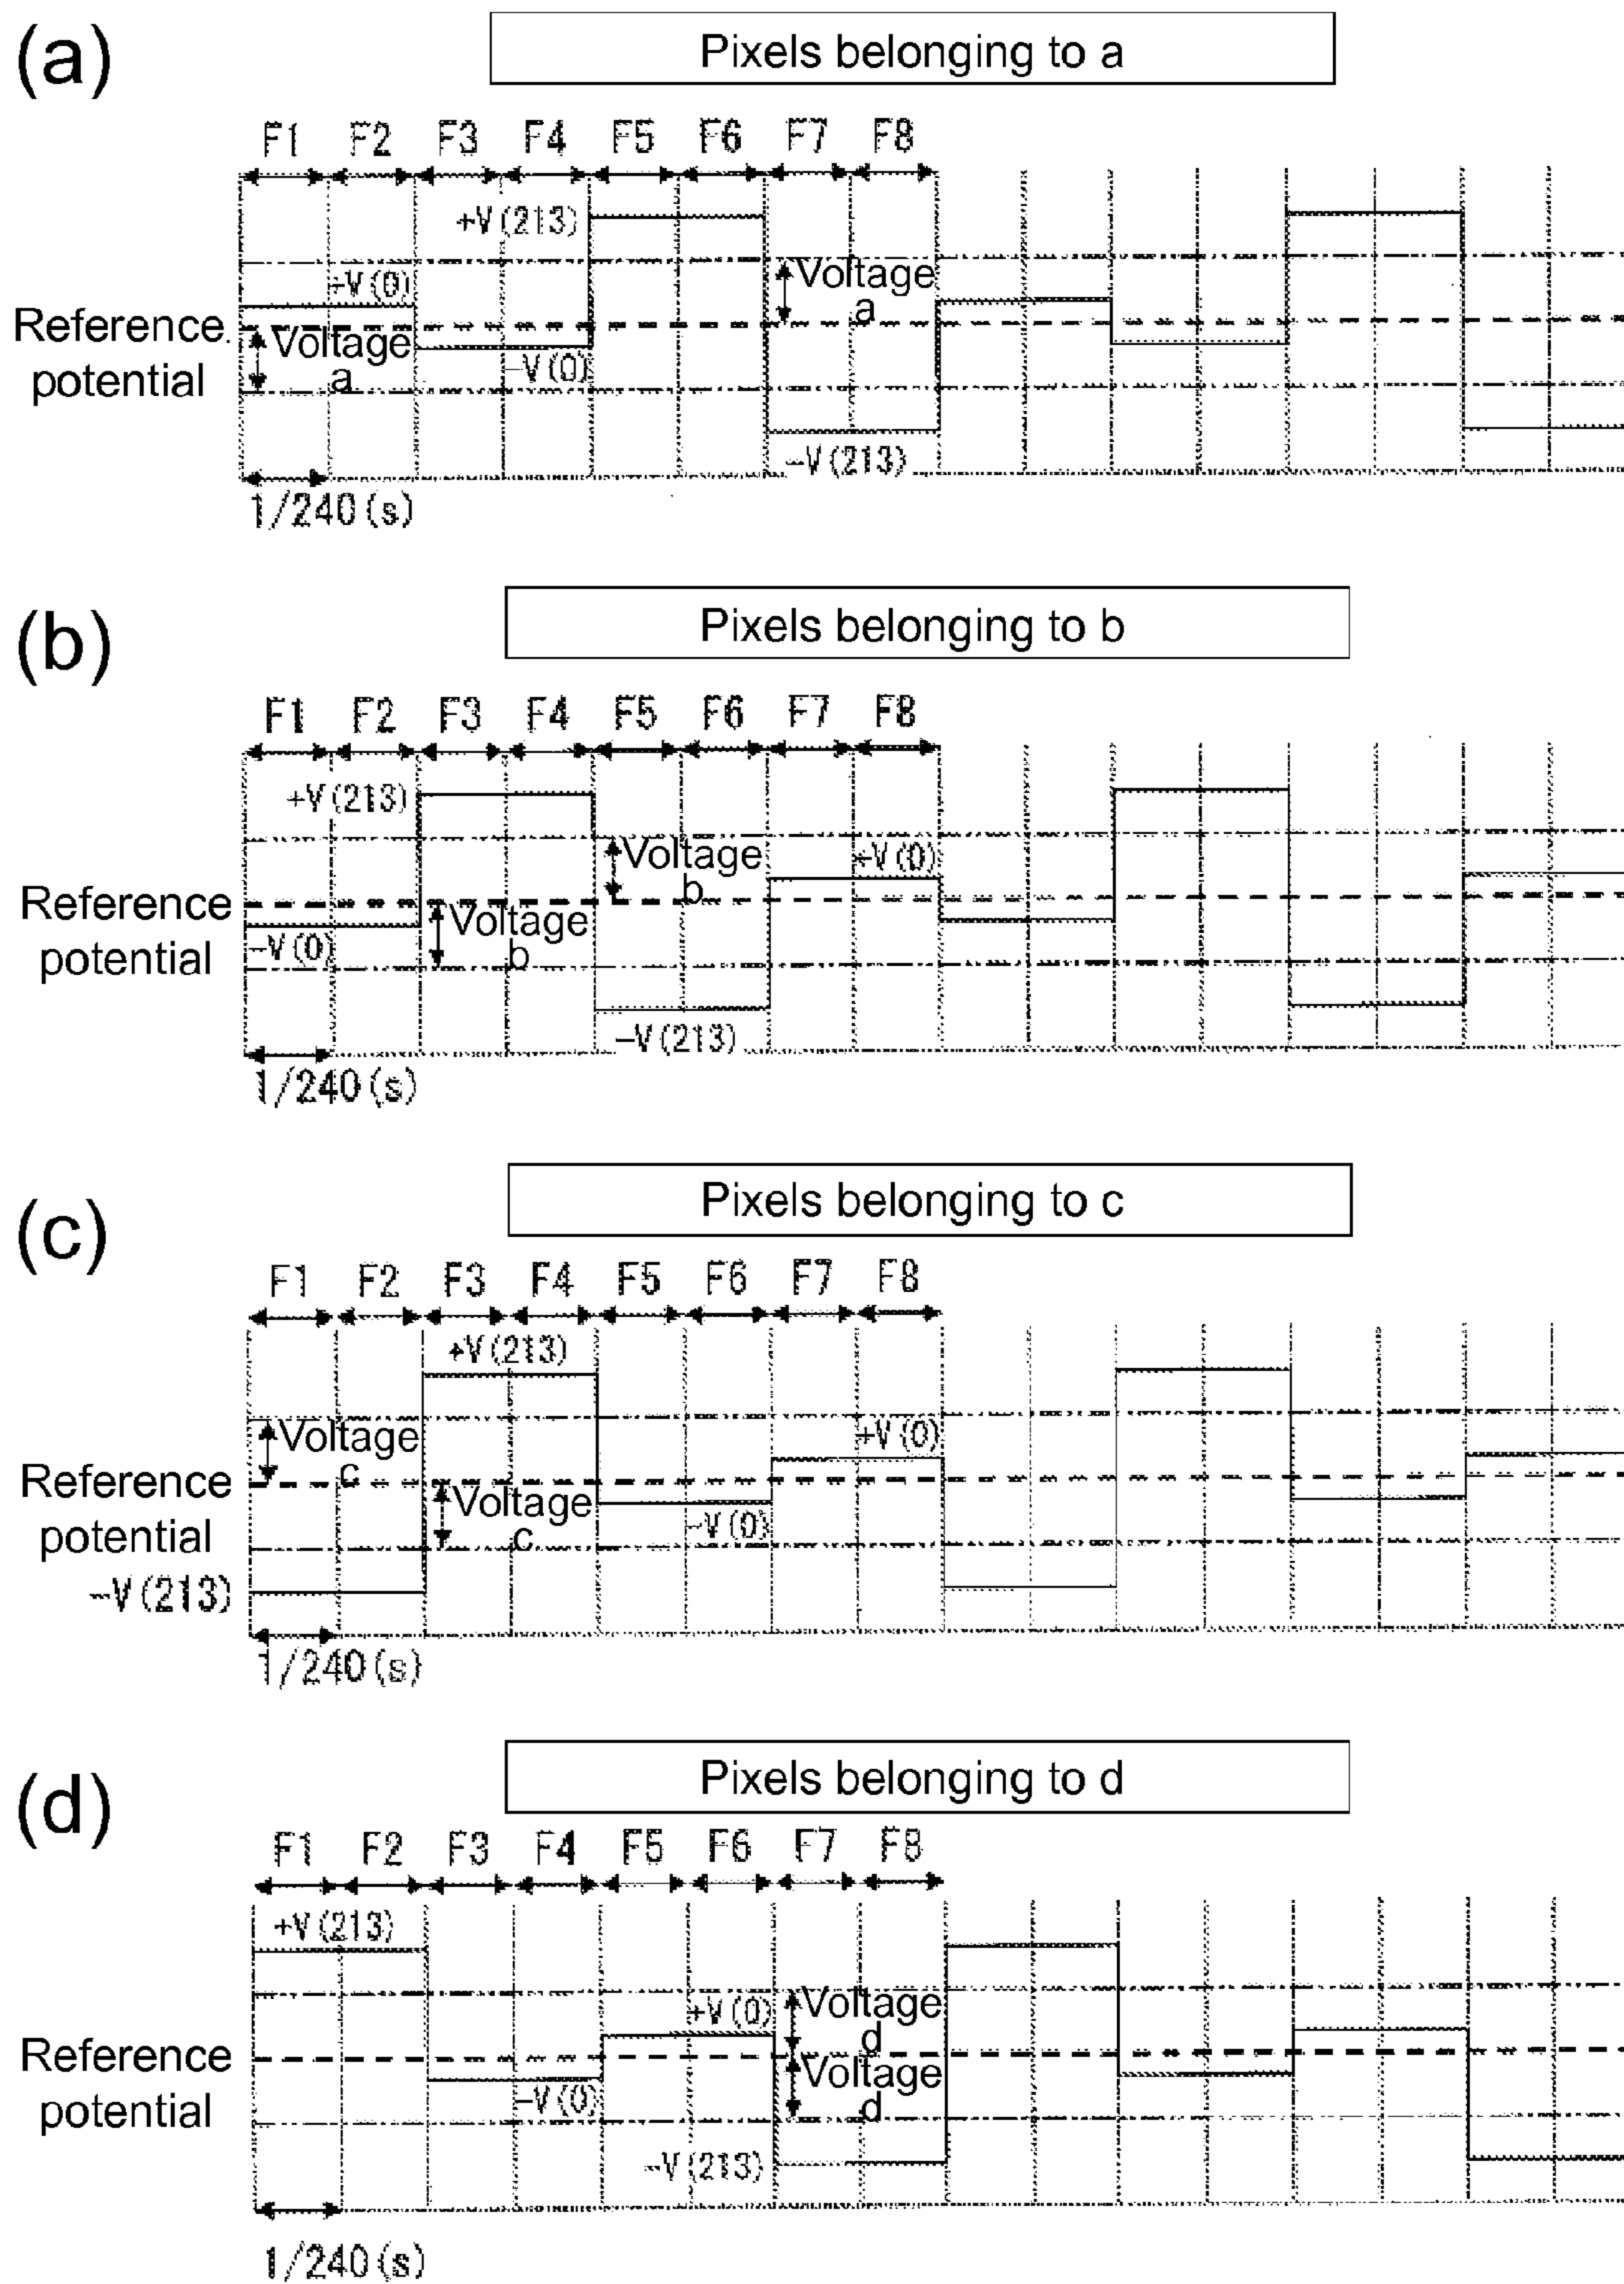 (a)
Pixels belonging to a
F1 F2 F3 F4 F5 F6 F7 F8
+V(213)
+V(0)
Voltage
a
Reference
potential
Voltage
a
−V(0)
−V(213)
1/240(s)
(b)
Pixels belonging to b
F1 F2 F3 F4 F5 F6 F7 F8
+V(213)
Voltage
b
+V(0)
Reference
potential
−V(0)
Voltage
b
−V(213)
1/240(s)
(c)
Pixels belonging to c
F1 F2 F3 F4 F5 F6 F7 F8
+V(213)
Voltage
c
+V(0)
Reference
potential
Voltage
c
−V(0)
−V(213)
1/240(s)
(d)
Pixels belonging to d
F1 F2 F3 F4 F5 F6 F7 F8
+V(213)
+V(0)
Voltage
d
Reference
potential
−V(0)
Voltage
d
−V(213)
1/240(s)